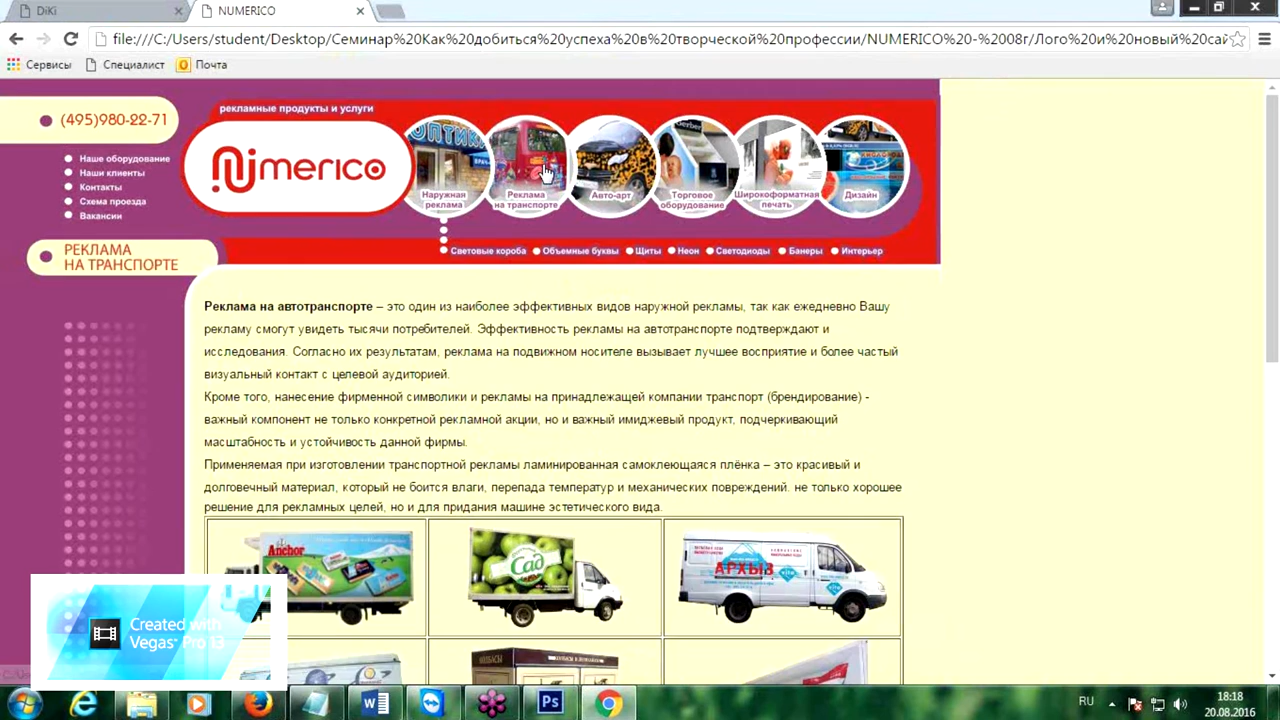 DiKi
NUMERICO
file:///C:/Users/student/Desktop/Семинар%20Как%20добиться%20успеха%20в%20творческой%20профессии/NUMERICO%20-%2008г/Лого%20и%20новый%20сай
Сервисы
Специалист
Почта
рекламные продукты и услуги
(495)980-22-71
Наше оборудование
Наши клиенты
Контакты
Схема проезда
Вакансии
Numerico
ОПТИКА
Наружная
реклама
Реклама
на транспорте
Авто-арт
Gerber
Торговое
оборудование
Широкоформатная
печать
Дизайн
Световые короба
Объемные буквы
Щиты
Неон
Светодиоды
Банеры
Интерьер
РЕКЛАМА
НА ТРАНСПОРТЕ
Реклама на автотранспорте – это один из наиболее эффективных видов наружной рекламы, так как ежедневно Вашу
рекламу смогут увидеть тысячи потребителей. Эффективность рекламы на автотранспорте подтверждают и
исследования. Согласно их результатам, реклама на подвижном носителе вызывает лучшее восприятие и более частый
визуальный контакт с целевой аудиторией.
Кроме того, нанесение фирменной символики и рекламы на принадлежащей компании транспорт (брендирование) -
важный компонент не только конкретной рекламной акции, но и важный имиджевый продукт, подчеркивающий
масштабность и устойчивость данной фирмы.
Применяемая при изготовлении транспортной рекламы ламинированная самоклеющаяся плёнка – это красивый и
долговечный материал, который не боится влаги, перепада температур и механических повреждений. не только хорошее
решение для рекламных целей, но и для придания машине эстетического вида.
Anchor
Сад
АРХЫЗ
vita
Created with
Vegas Pro 13
RU
18:18
20.08.2016